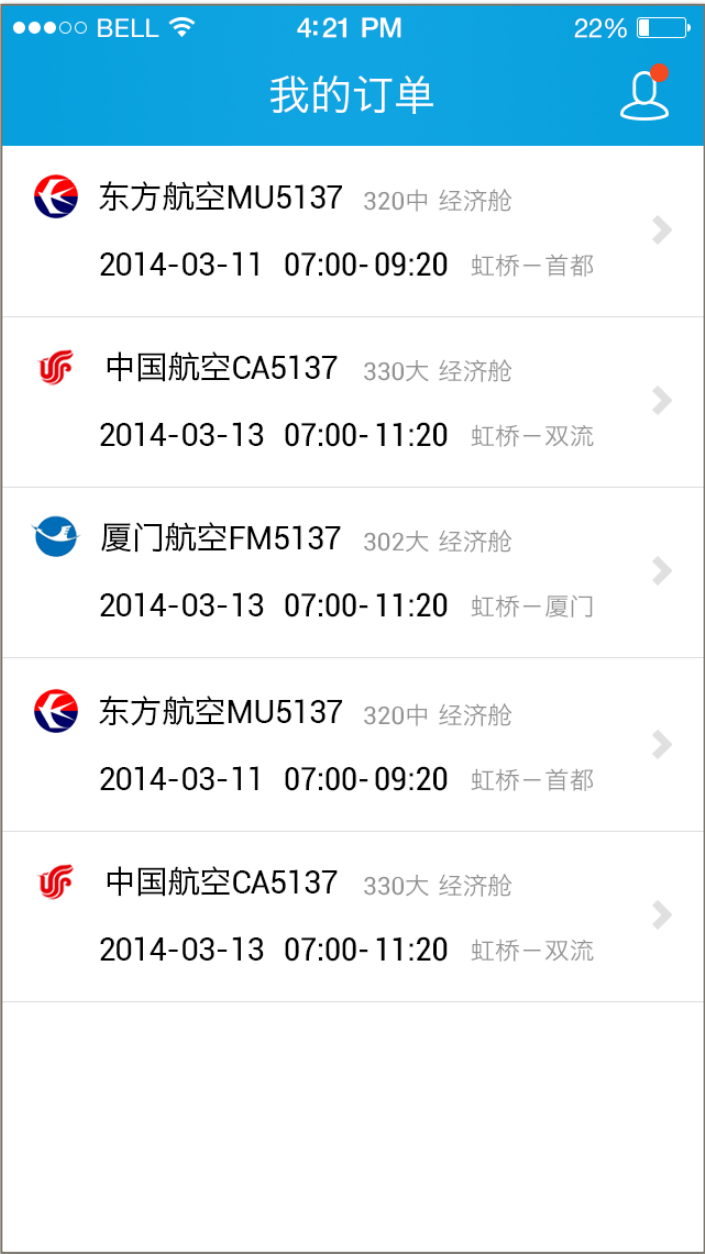 BELL 4:21 PM 22%
我的订单
东方航空MU5137 320中 经济舱
2014-03-11 07:00-09:20 虹桥－首都
中国航空CA5137 330大 经济舱
2014-03-13 07:00-11:20 虹桥－双流
厦门航空FM5137 302大 经济舱
2014-03-13 07:00-11:20 虹桥－厦门
东方航空MU5137 320中 经济舱
2014-03-11 07:00-09:20 虹桥－首都
中国航空CA5137 330大 经济舱
2014-03-13 07:00-11:20 虹桥－双流